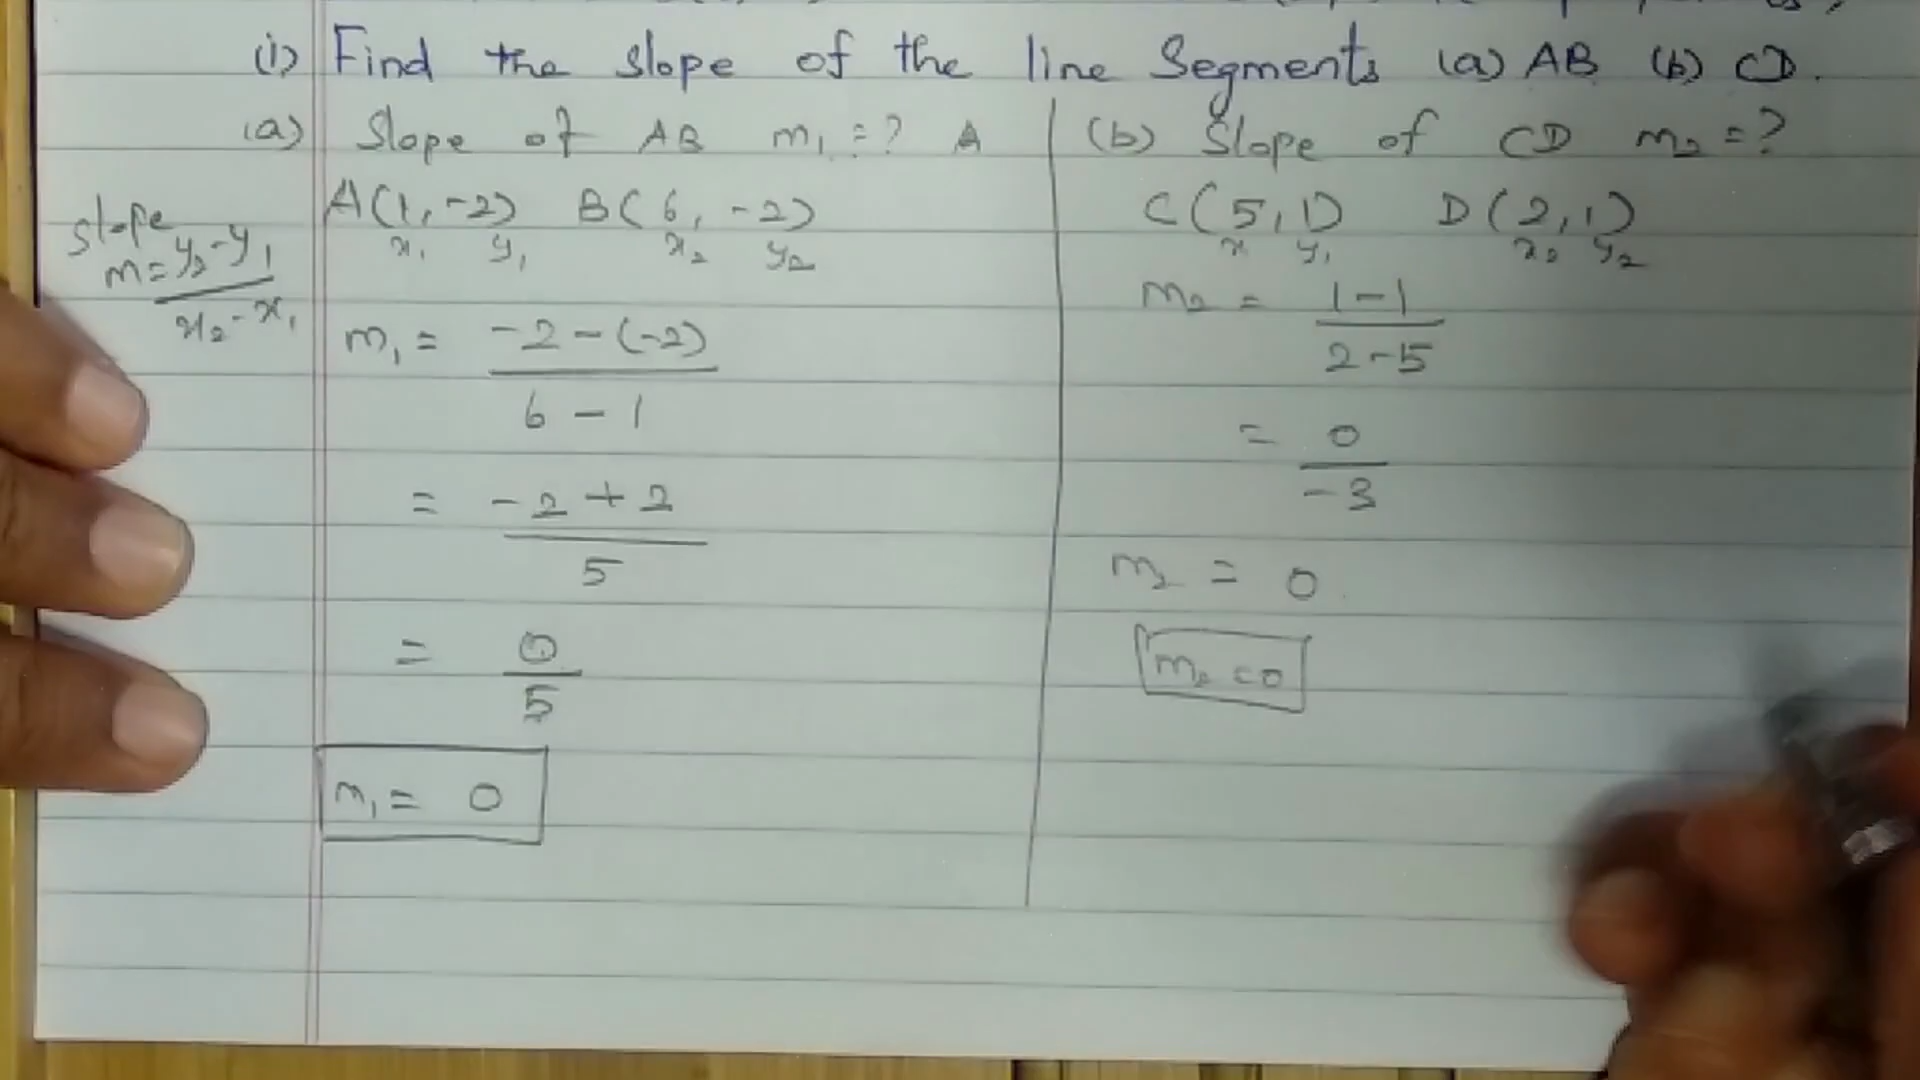 (i) Find the slope of the line Segments (a) AB (b) CD.
(a) Slope of AB m₁ = ? A
slope
m = y₂ - y₁
x₂ - x₁
A(1, -2) B(6, -2)
x₁ y₁ x₂ y₂
m₁ = -2 - (-2)
6 - 1
= -2 + 2
5
= 0
5
m₁ = 0
(b) Slope of CD m₂ = ?
C(5, 1) D(2, 1)
x y₁ x₂ y₂
m₂ = 1 - 1
2 - 5
= 0
-3
m₂ = 0
m₂ = 0